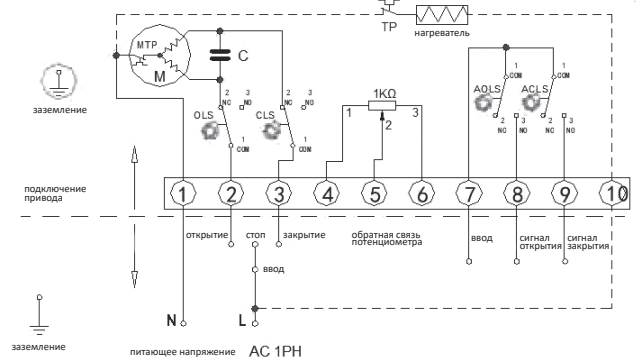 TP
нагреватель
MTP
M
C
заземление
2 3
NC NO
OLS
1
COM
2 3
NC NO
CLS
1
COM
1KΩ
1 3
2
1
COM
AOLS
2 3
NC NO
1
COM
ACLS
2 3
NC NO
подключение
привода
1 2 3 4 5 6 7 8 9 10
открытие
стоп
закрытие
обратная связь
потенциометра
ввод
сигнал
открытия
сигнал
закрытия
ввод
N
L
заземление
питающее напряжение AC 1PH